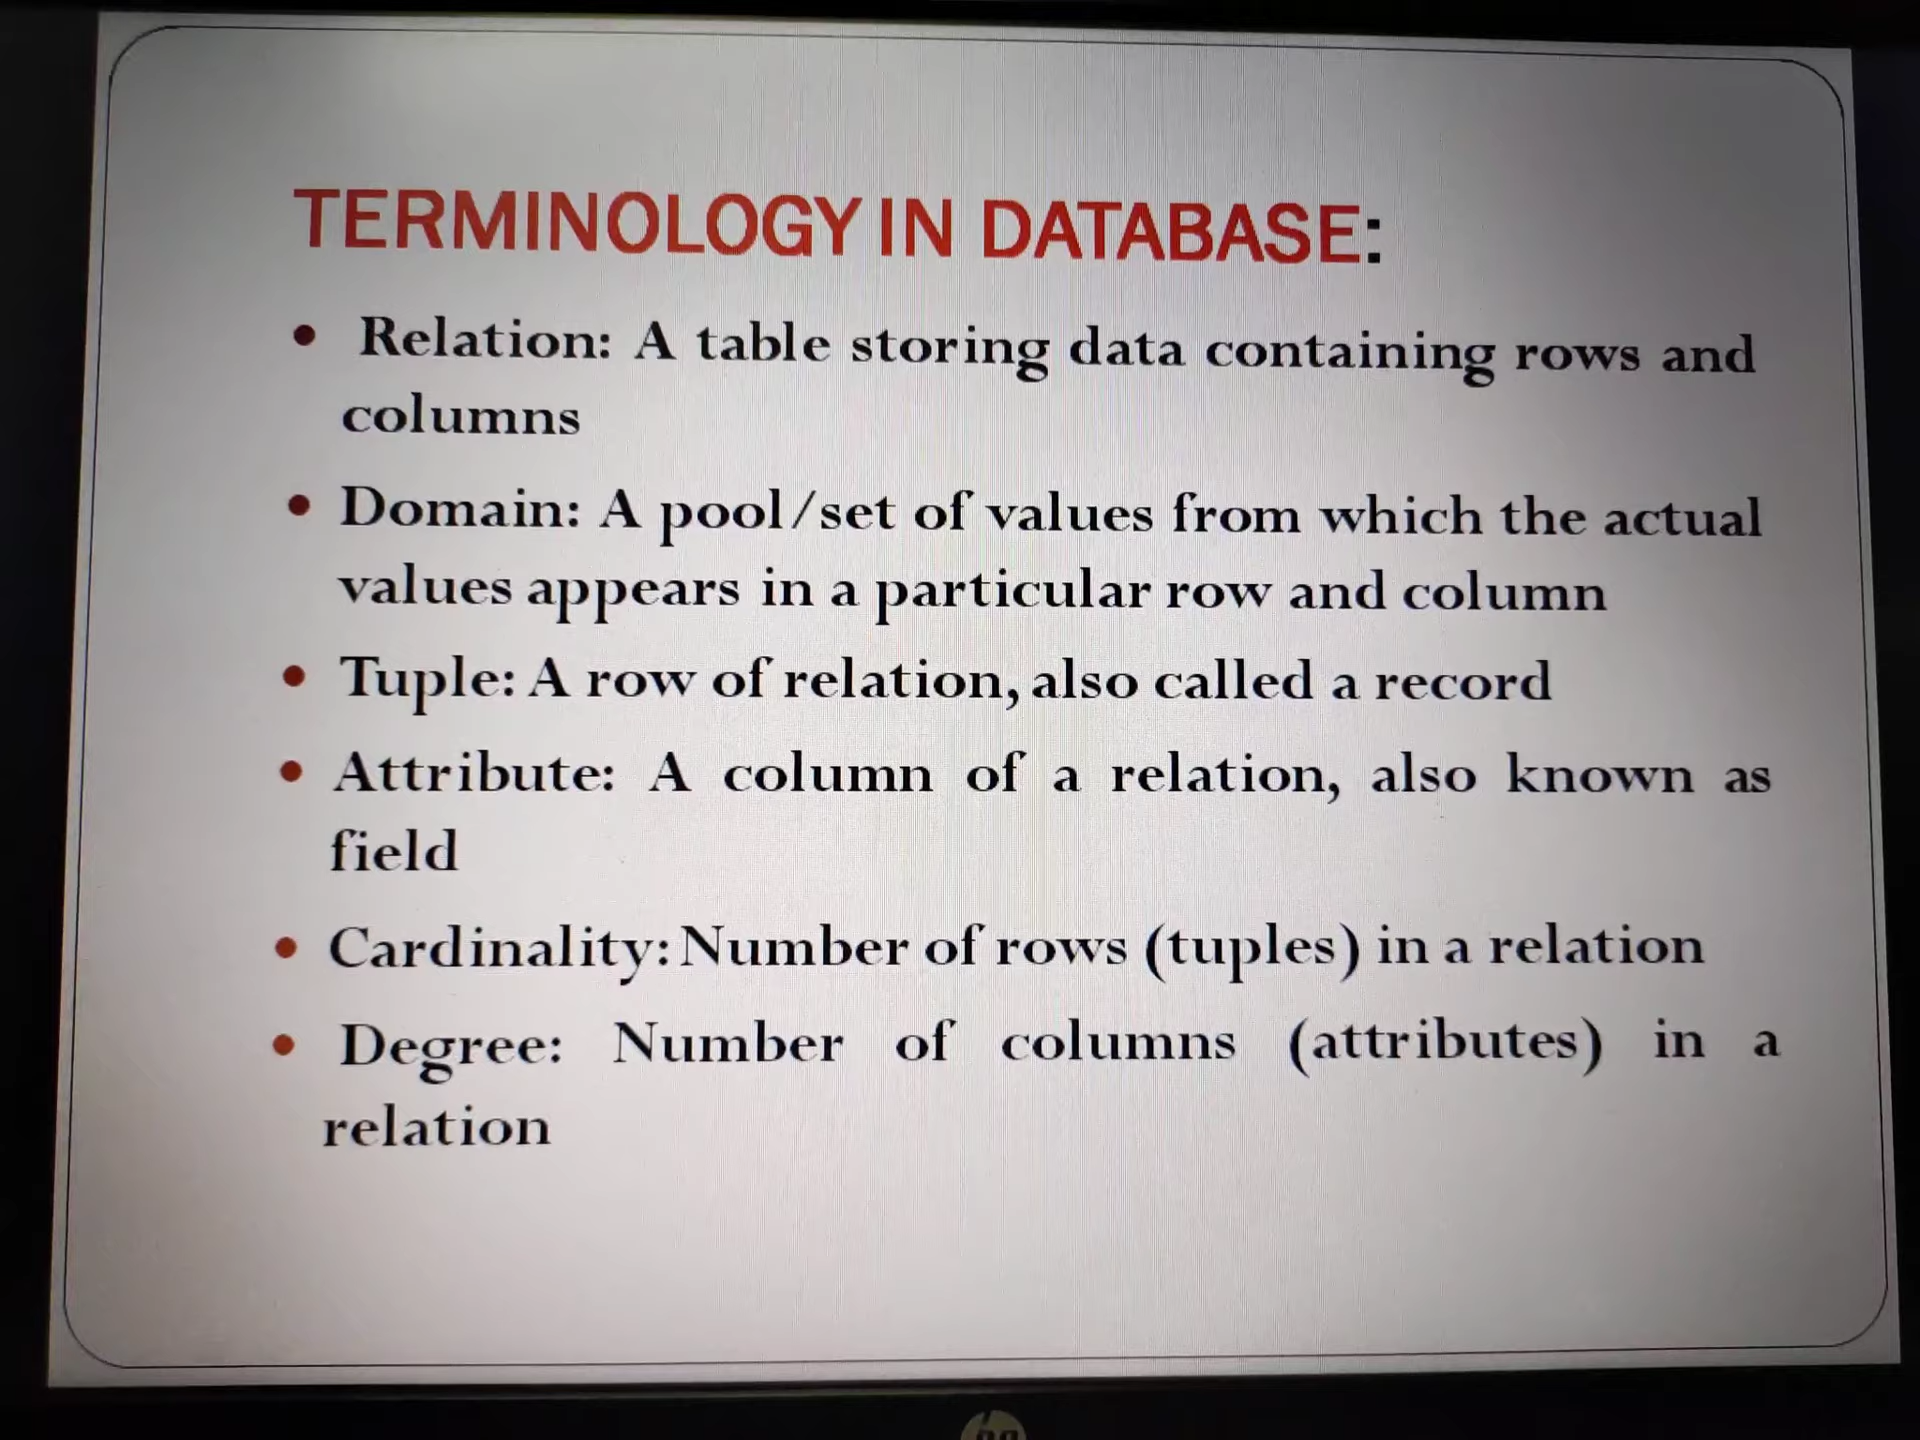 TERMINOLOGY IN DATABASE:
• Relation: A table storing data containing rows and
columns
• Domain: A pool/set of values from which the actual
values appears in a particular row and column
• Tuple: A row of relation, also called a record
• Attribute: A column of a relation, also known as
field
• Cardinality: Number of rows (tuples) in a relation
• Degree: Number of columns (attributes) in a
relation
hp